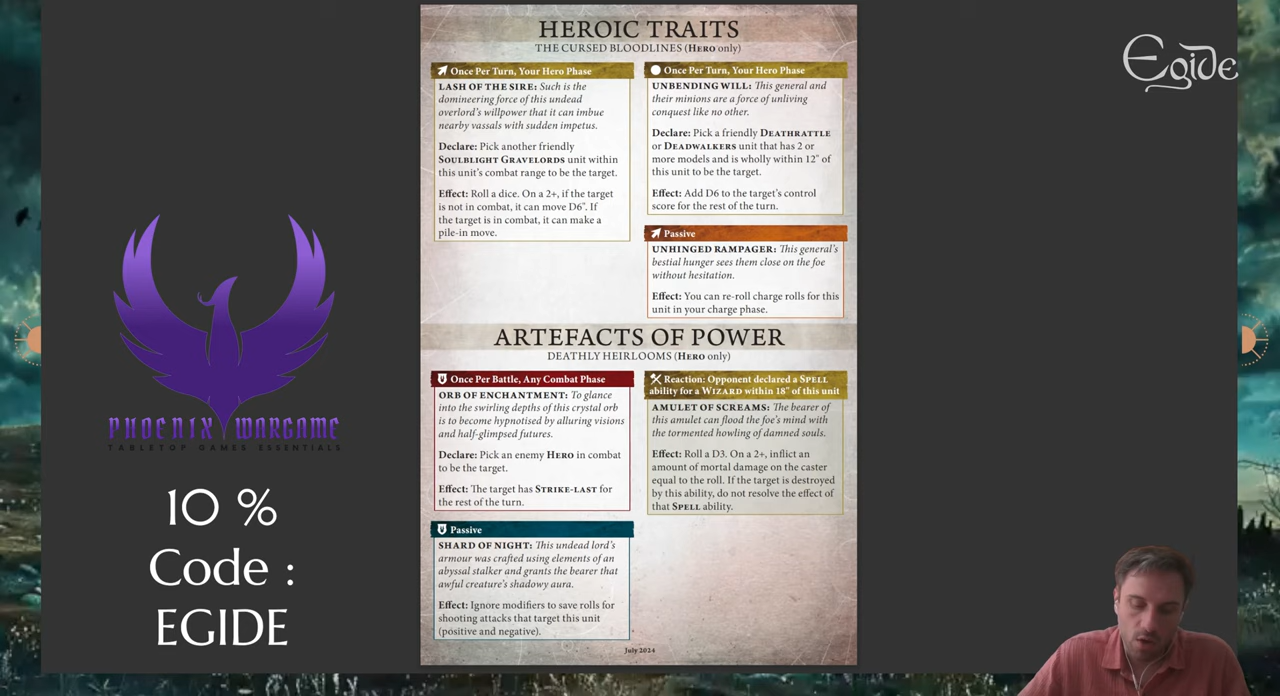 HEROIC TRAITS
THE CURSED BLOODLINES (HERO only)
Once Per Turn, Your Hero Phase
LASH OF THE SIRE: Such is the
domineering force of this undead
overlord's willpower that it can imbue
nearby vassals with sudden impetus.
Declare: Pick another friendly
SOULBLIGHT GRAVELORDS unit within
this unit's combat range to be the target.
Effect: Roll a dice. On a 2+, if the target
is not in combat, it can move D6". If
the target is in combat, it can make a
pile-in move.
Once Per Turn, Your Hero Phase
UNBENDING WILL: This general and
their minions are a force of unliving
conquest like no other.
Declare: Pick a friendly DEATHRATTLE
or DEADWALKERS unit that has 2 or
more models and is wholly within 12" of
this unit to be the target.
Effect: Add D6 to the target's control
score for the rest of the turn.
Passive
UNHINGED RAMPAGER: This general's
bestial hunger sees them close on the foe
without hesitation.
Effect: You can re-roll charge rolls for this
unit in your charge phase.
ARTEFACTS OF POWER
DEATHLY HEIRLOOMS (HERO only)
Once Per Battle, Any Combat Phase
ORB OF ENCHANTMENT: To glance
into the swirling depths of this crystal orb
is to become hypnotised by alluring visions
and half-glimpsed futures.
Declare: Pick an enemy HERO in combat
to be the target.
Effect: The target has STRIKE-LAST for
the rest of the turn.
Reaction: Opponent declared a SPELL
ability for a WIZARD within 18" of this unit
AMULET OF SCREAMS: The bearer of
this amulet can flood the foe's mind with
the tormented howling of damned souls.
Effect: Roll a D3. On a 2+, inflict an
amount of mortal damage on the caster
equal to the roll. If the target is destroyed
by this ability, do not resolve the effect of
that SPELL ability.
Passive
SHARD OF NIGHT: This undead lord's
armour was crafted using elements of an
abyssal stalker and grants the bearer that
awful creature's shadowy aura.
Effect: Ignore modifiers to save rolls for
shooting attacks that target this unit
(positive and negative).
July 2024
PHOENIX WARGAME
TABLETOP GAMES ESSENTIALS
10 %
Code :
EGIDE
Egide